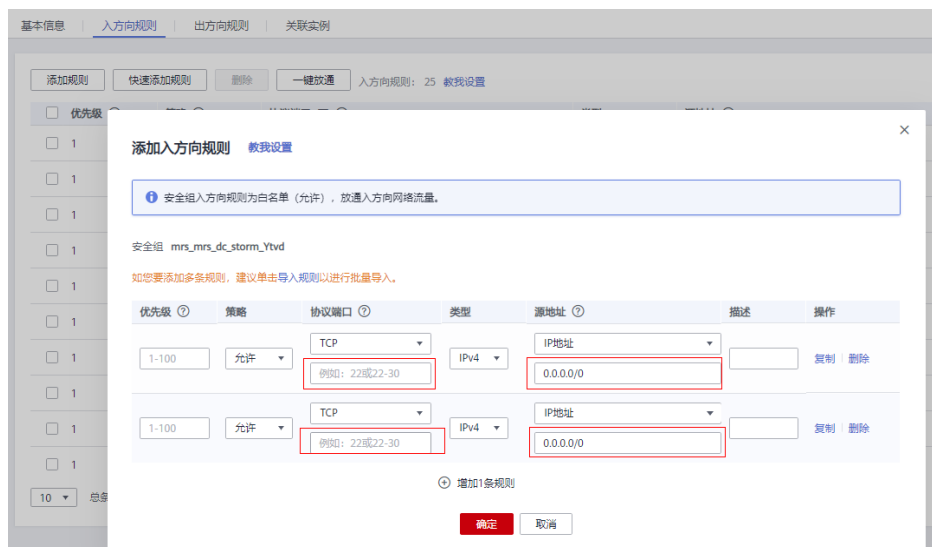 基本信息 入方向规则 出方向规则 关联实例
添加规则 快速添加规则 删除 一键放通 入方向规则: 25 教我设置
优先级
1
添加入方向规则 教我设置
1
安全组入方向规则为白名单（允许），放通入方向网络流量。
1
1
安全组 mrs_mrs_dc_storm_Ytvd
1
如您要添加多条规则，建议单击导入规则以进行批量导入。
1
优先级 策略 协议端口 类型 源地址 描述 操作
1
1-100 允许 TCP 例如：22或22-30 IPv4 IP地址 0.0.0.0/0 复制 删除
1
1
1-100 允许 TCP 例如：22或22-30 IPv4 IP地址 0.0.0.0/0 复制 删除
1
增加1条规则
10
确定 取消